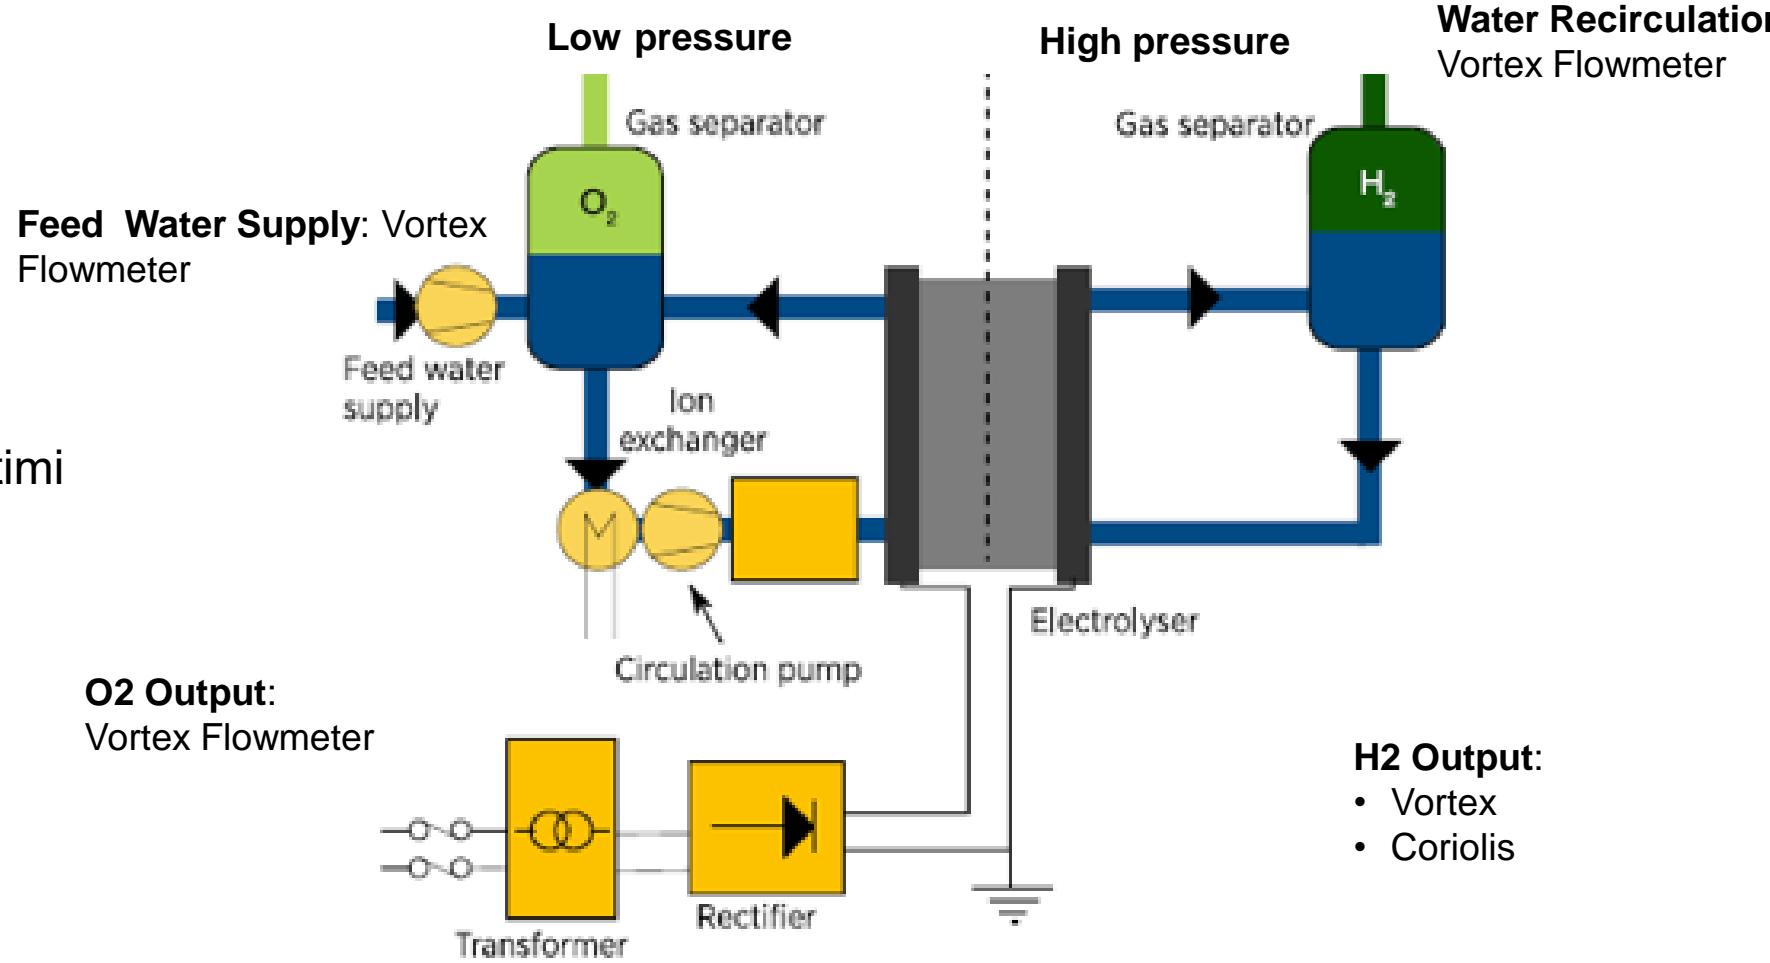 Low pressure
High pressure
Water Recirculation
Vortex Flowmeter
Gas separator
Gas separator
O2
H2
Feed  Water Supply: Vortex
Flowmeter
Feed water
supply
Ion
exchanger
timi
Electrolyser
Circulation pump
O2 Output:
Vortex Flowmeter
H2 Output:
• Vortex
• Coriolis
Rectifier
Transformer